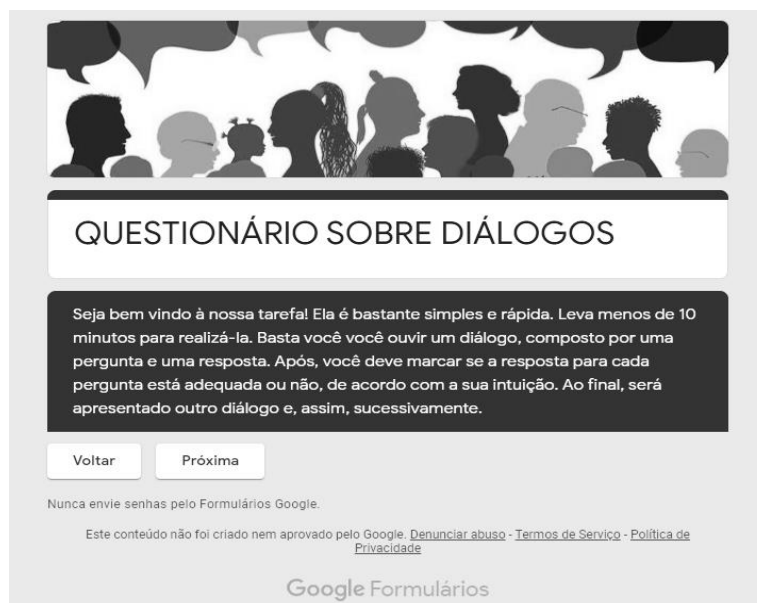 QUESTIONÁRIO SOBRE DIÁLOGOS
Seja bem vindo à nossa tarefa! Ela é bastante simples e rápida. Leva menos de 10
minutos para realizá-la. Basta você você ouvir um diálogo, composto por uma
pergunta e uma resposta. Após, você deve marcar se a resposta para cada
pergunta está adequada ou não, de acordo com a sua intuição. Ao final, será
apresentado outro diálogo e, assim, sucessivamente.
Voltar Próxima
Nunca envie senhas pelo Formulários Google.
Este conteúdo não foi criado nem aprovado pelo Google. Denunciar abuso - Termos de Serviço - Política de
Privacidade
Google Formulários